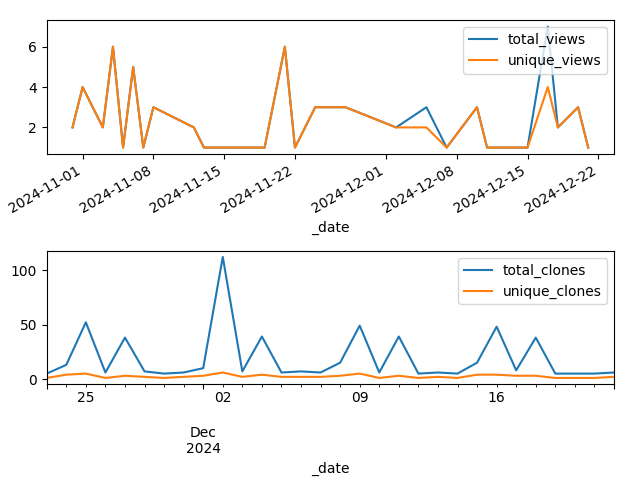 total_views
unique_views
6
4
2
2024-11-01
2024-11-08
2024-11-15
2024-11-22
2024-12-01
2024-12-08
2024-12-15
2024-12-22
_date
total_clones
unique_clones
100
50
0
25
02
09
16
Dec
2024
_date